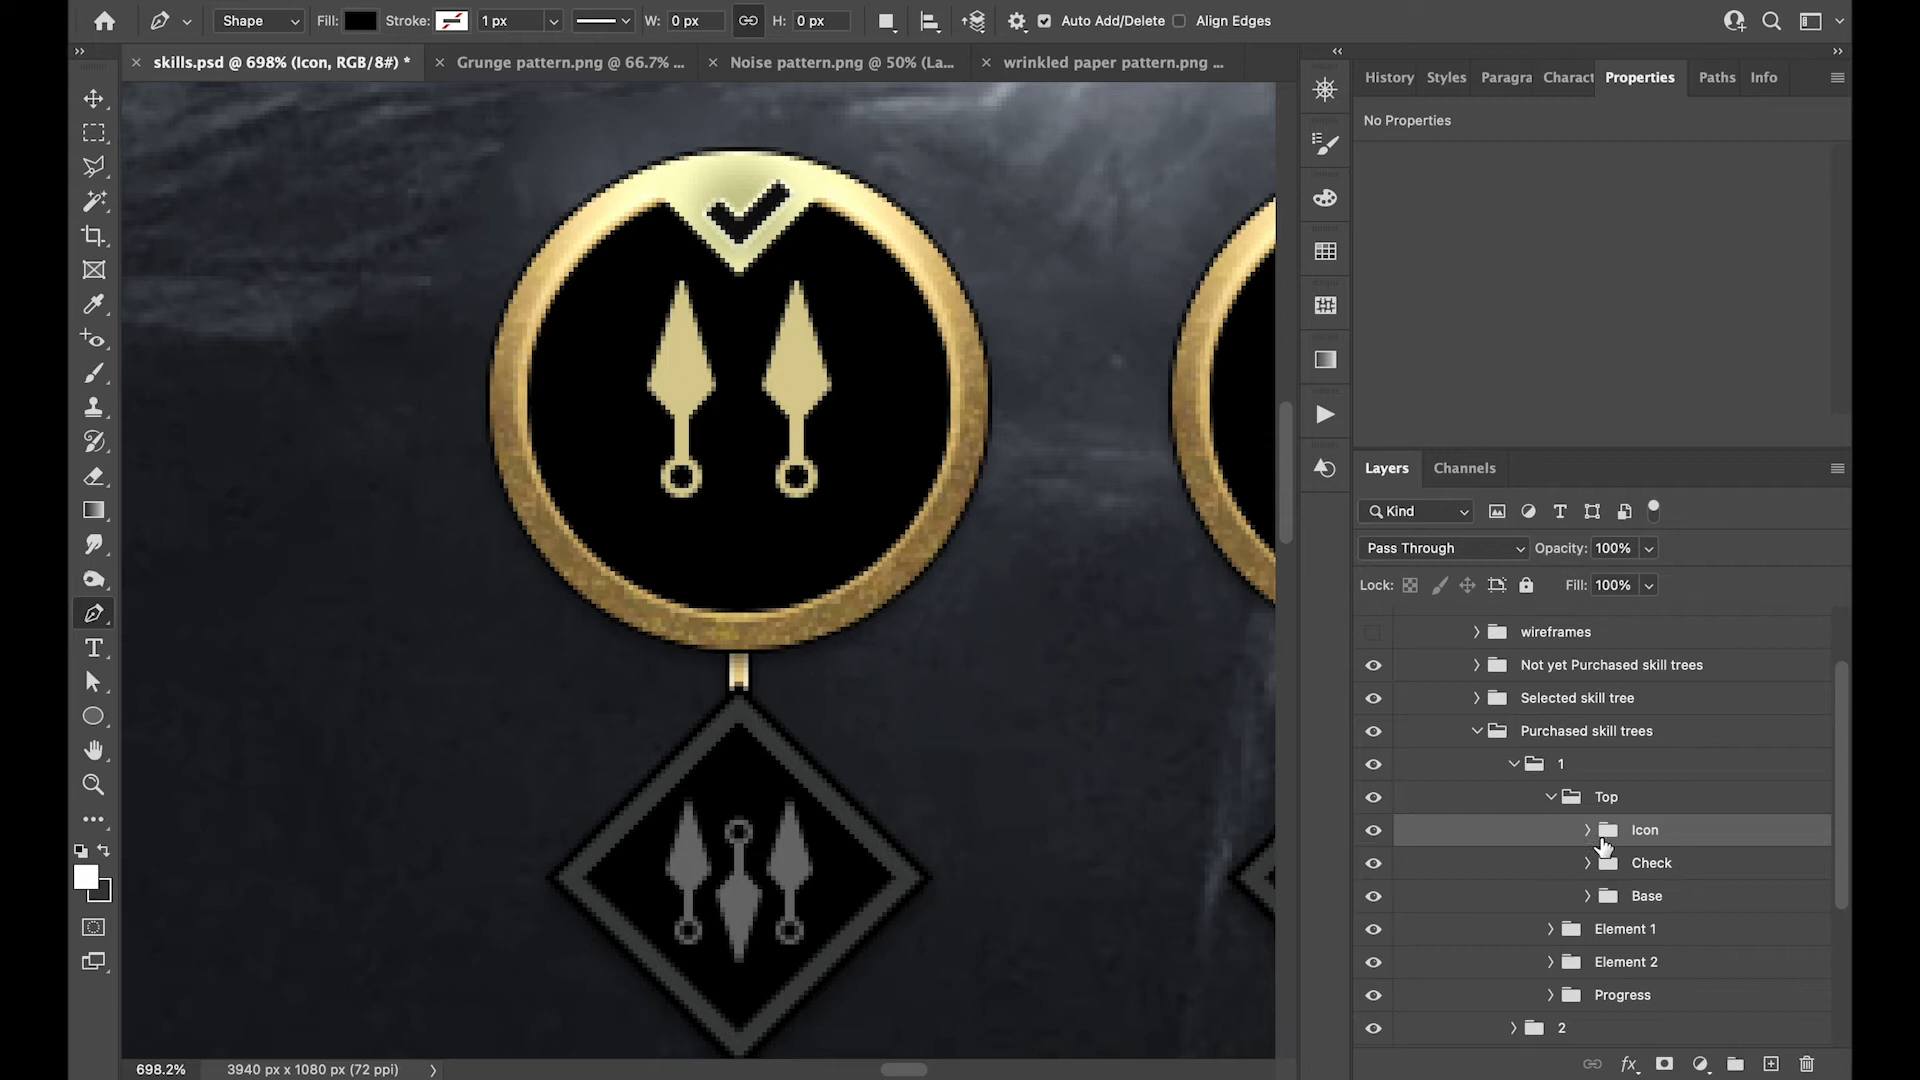 Shape
Fill:
Stroke:
1 px
W: 0 px
H: 0 px
Auto Add/Delete
Align Edges
skills.psd @ 698% (Icon, RGB/8#) *
Grunge pattern.png @ 66.7% ...
Noise pattern.png @ 50% (La...
wrinkled paper pattern.png ...
History
Styles
Paragra
Charact
Properties
Paths
Info
No Properties
Layers
Channels
Kind
Pass Through
Opacity: 100%
Lock:
Fill: 100%
wireframes
Not yet Purchased skill trees
Selected skill tree
Purchased skill trees
1
Top
Icon
Check
Base
Element 1
Element 2
Progress
2
698.2%
3940 px x 1080 px (72 ppi)